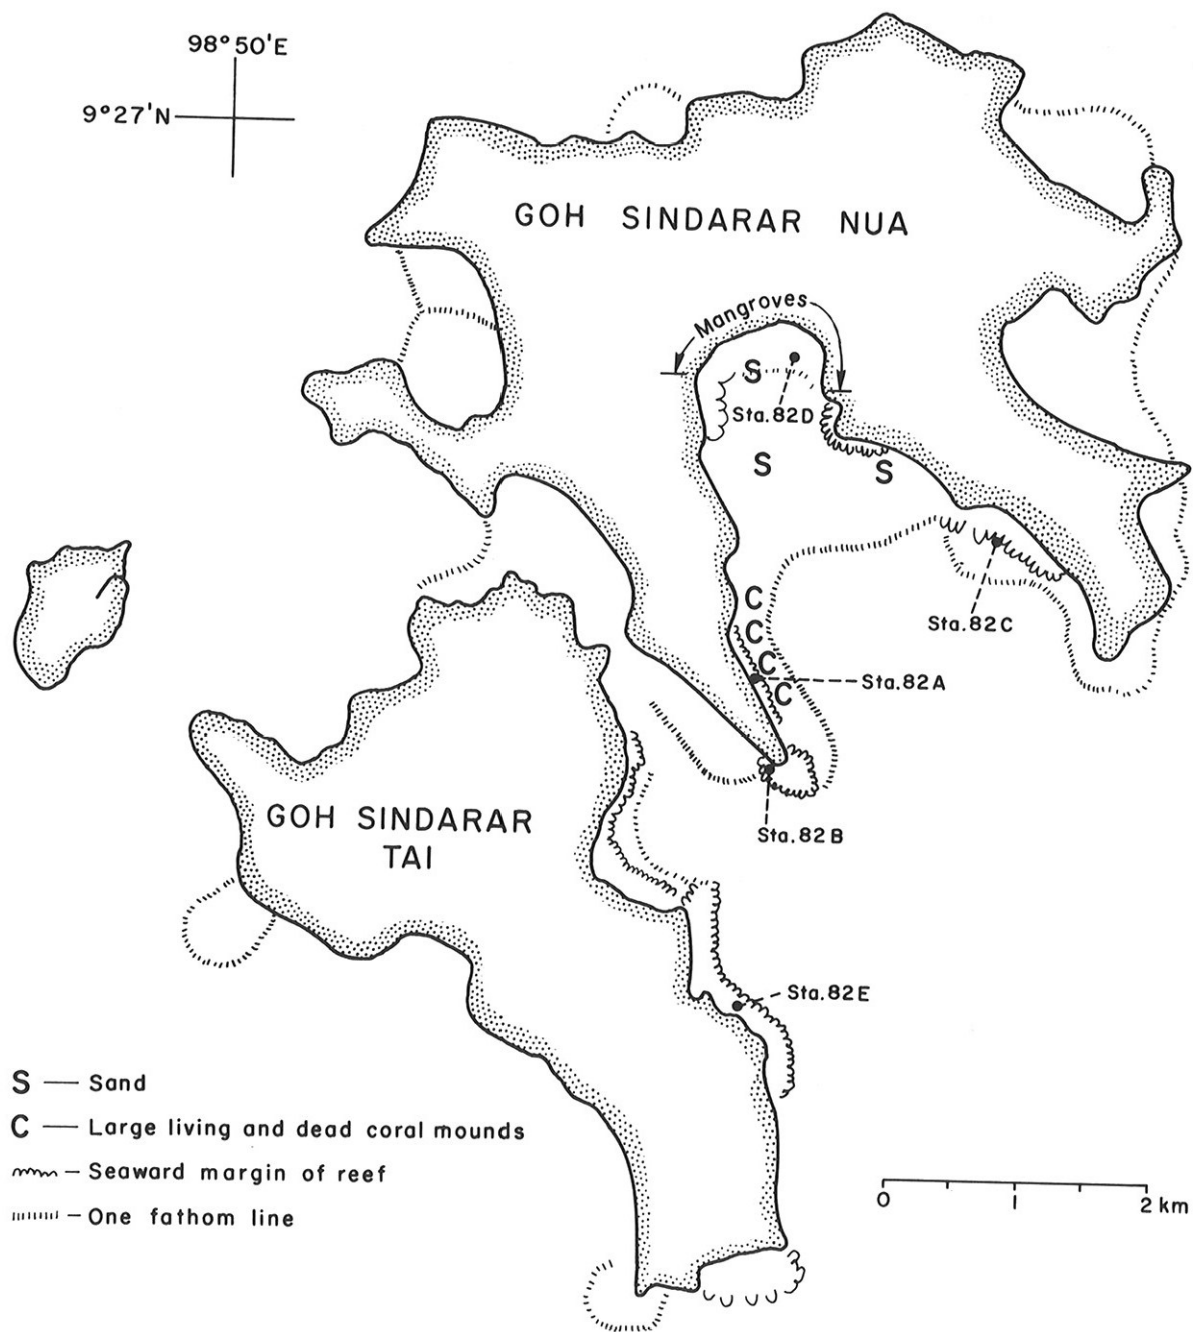 98°50'E
9°27'N
GOH SINDARAR NUA
Mangroves
S
Sta.82D
S
S
Sta.82C
C
C
C
C
Sta.82A
Sta.82B
GOH SINDARAR
TAI
Sta.82E
S — Sand
C — Large living and dead coral mounds
— Seaward margin of reef
— One fathom line
0 1 2 km